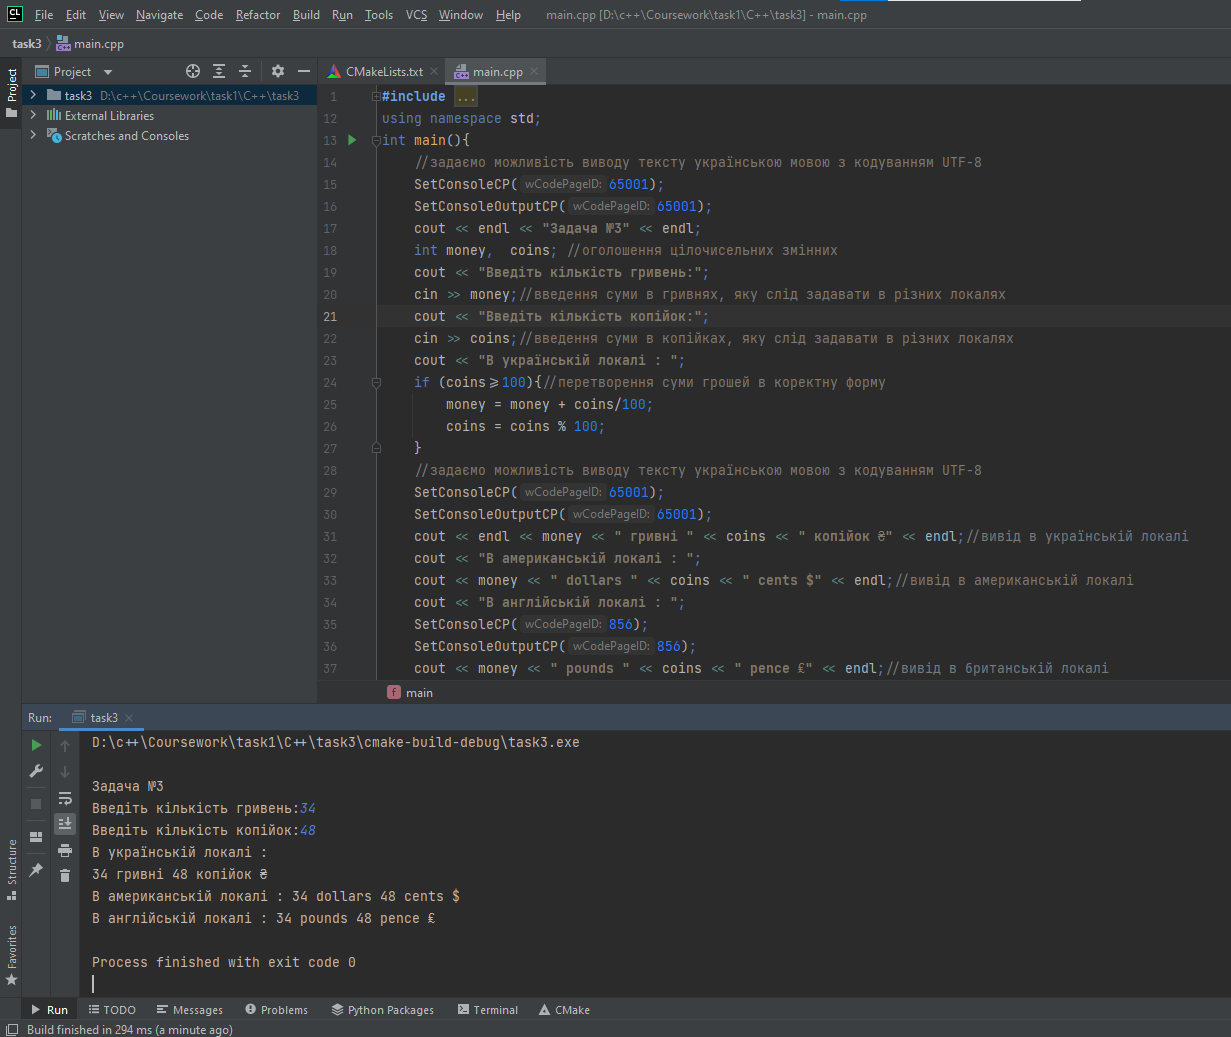 File Edit View Navigate Code Refactor Build Run Tools VCS Window Help main.cpp [D:\c++\Coursework\task1\C++\task3] - main.cpp
task3 main.cpp
Project
Project
CMakeLists.txt
main.cpp
task3 D:\c++\Coursework\task1\C++\task3
External Libraries
Scratches and Consoles
1 #include ...
12 using namespace std;
13 int main(){
14 //задаємо можливість виводу тексту українською мовою з кодуванням UTF-8
15 SetConsoleCP( wCodePageID: 65001);
16 SetConsoleOutputCP( wCodePageID: 65001);
17 cout << endl << "Задача №3" << endl;
18 int money, coins; //оголошення цілочисельних змінних
19 cout << "Введіть кількість гривень:";
20 cin >> money;//введення суми в гривнях, яку слід задавати в різних локалях
21 cout << "Введіть кількість копійок:";
22 cin >> coins;//введення суми в копійках, яку слід задавати в різних локалях
23 cout << "В українській локалі : ";
24 if (coins>=100){//перетворення суми грошей в коректну форму
25 money = money + coins/100;
26 coins = coins % 100;
27 }
28 //задаємо можливість виводу тексту українською мовою з кодуванням UTF-8
29 SetConsoleCP( wCodePageID: 65001);
30 SetConsoleOutputCP( wCodePageID: 65001);
31 cout << endl << money << " гривні " << coins << " копійок ₴" << endl;//вивід в українській локалі
32 cout << "В американській локалі : ";
33 cout << money << " dollars " << coins << " cents $" << endl;//вивід в американській локалі
34 cout << "В англійській локалі : ";
35 SetConsoleCP( wCodePageID: 856);
36 SetConsoleOutputCP( wCodePageID: 856);
37 cout << money << " pounds " << coins << " pence £" << endl;//вивід в британській локалі
f main
Run: task3
D:\c++\Coursework\task1\C++\task3\cmake-build-debug\task3.exe
Задача №3
Введіть кількість гривень:34
Введіть кількість копійок:48
В українській локалі :
34 гривні 48 копійок ₴
В американській локалі : 34 dollars 48 cents $
В англійській локалі : 34 pounds 48 pence £
Process finished with exit code 0
Structure
Favorites
Run TODO Messages Problems Python Packages Terminal CMake
Build finished in 294 ms (a minute ago)